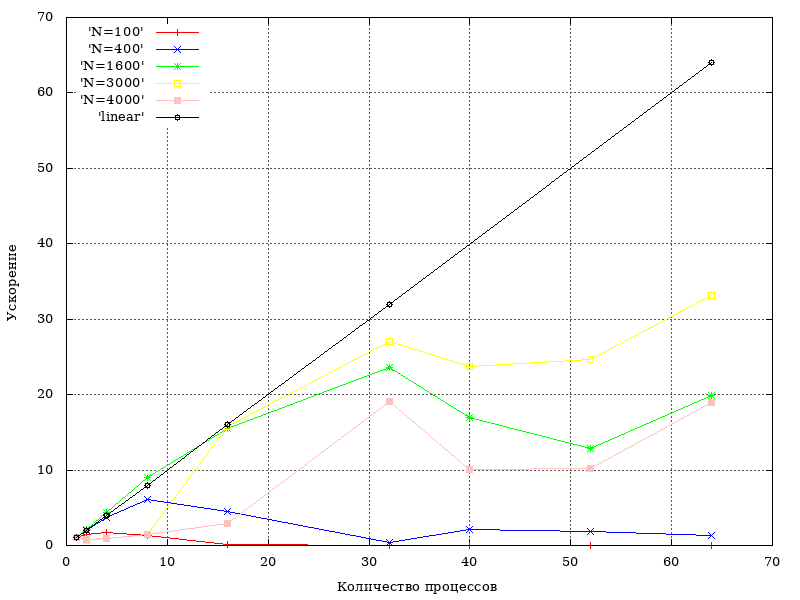 70
60
50
40
30
20
10
0
'N=100'
'N=400'
'N=1600'
'N=3000'
'N=4000'
'linear'
Ускорение
0 10 20 30 40 50 60 70
Количество процессов